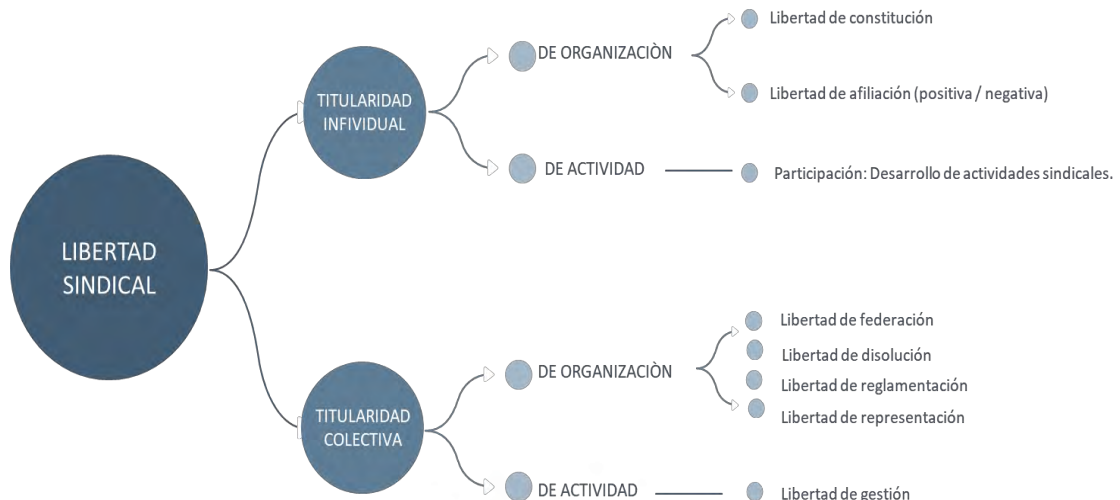 LIBERTAD
SINDICAL
TITULARIDAD
INFIVIDUAL
DE ORGANIZACIÒN
Libertad de constitución
Libertad de afiliación (positiva / negativa)
DE ACTIVIDAD
Participación: Desarrollo de actividades sindicales.
TITULARIDAD
COLECTIVA
DE ORGANIZACIÒN
Libertad de federación
Libertad de disolución
Libertad de reglamentación
Libertad de representación
DE ACTIVIDAD
Libertad de gestión